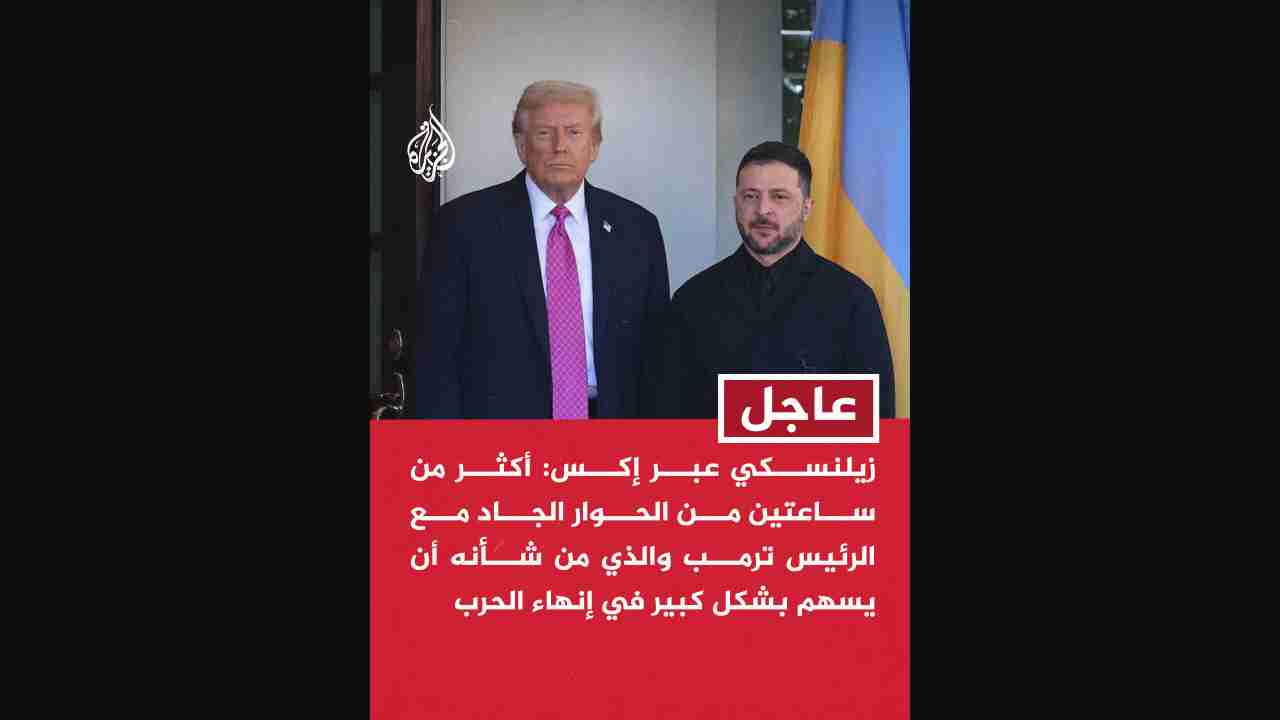 الجزيرة
عاجل
زيلنسكي عبر إكس: أكثر من
ساعتين من الحوار الجاد مع
الرئيس ترمب والذي من شأنه أن
يسهم بشكل كبير في إنهاء الحرب